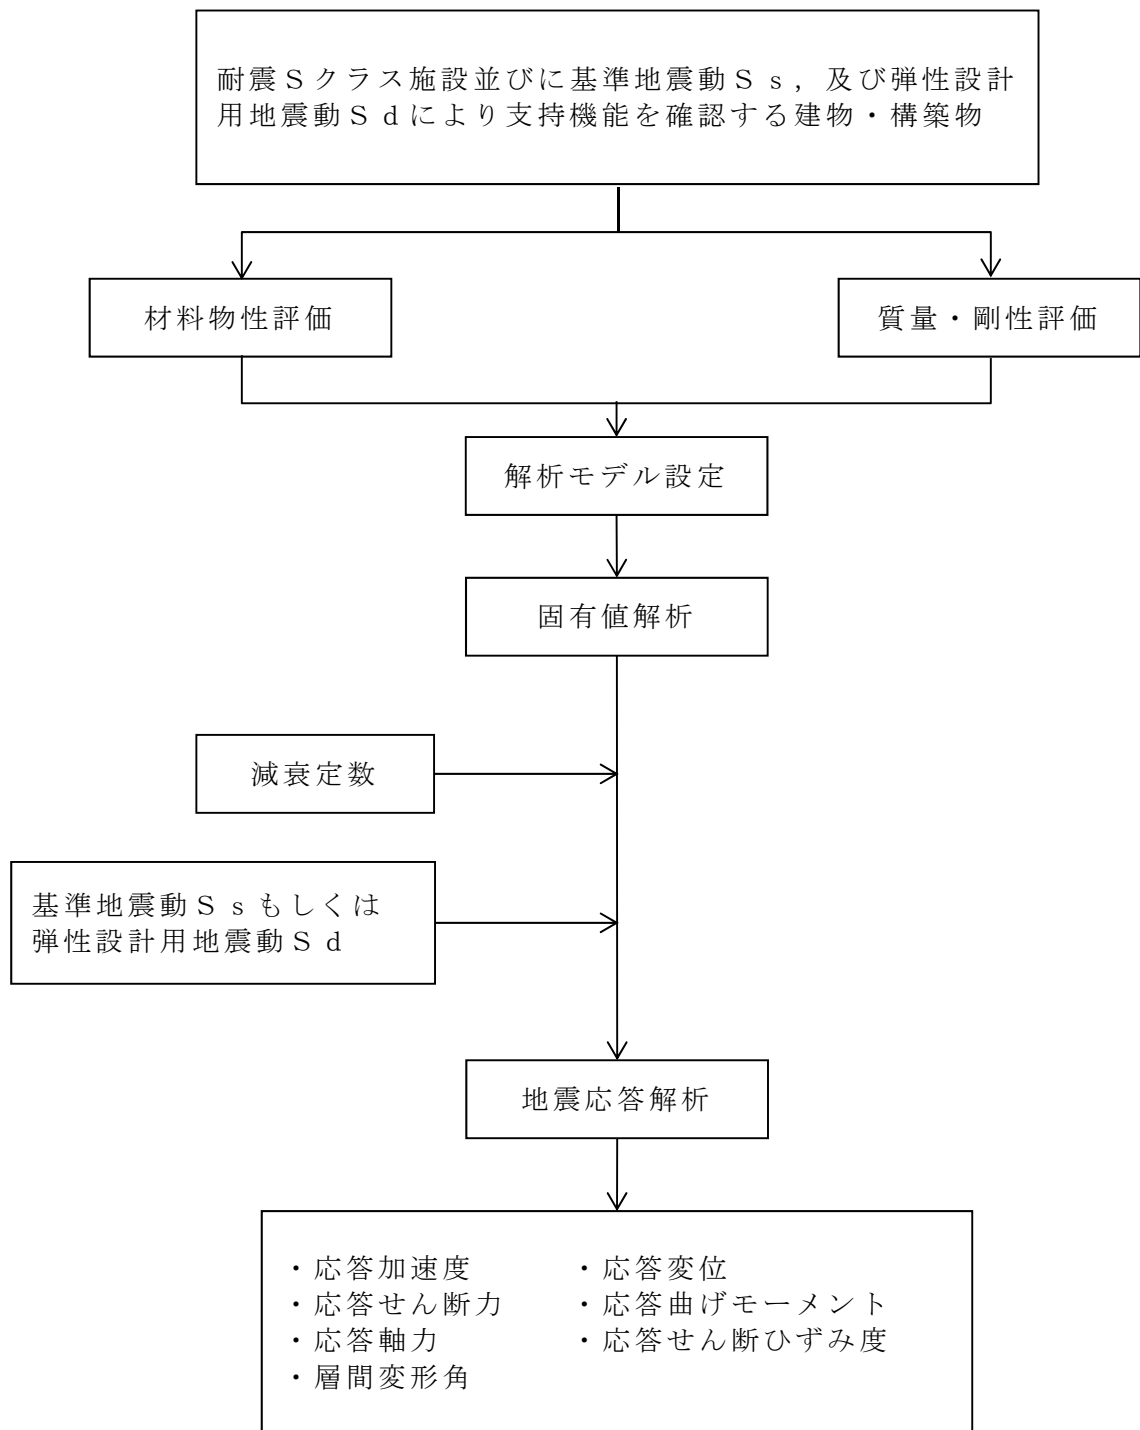 耐震Ｓクラス施設並びに基準地震動Ｓｓ，及び弾性設計
用地震動Ｓｄにより支持機能を確認する建物・構築物
材料物性評価
質量・剛性評価
解析モデル設定
固有値解析
減衰定数
基準地震動Ｓｓもしくは
弾性設計用地震動Ｓｄ
地震応答解析
・応答加速度
・応答変位
・応答せん断力
・応答曲げモーメント
・応答軸力
・応答せん断ひずみ度
・層間変形角